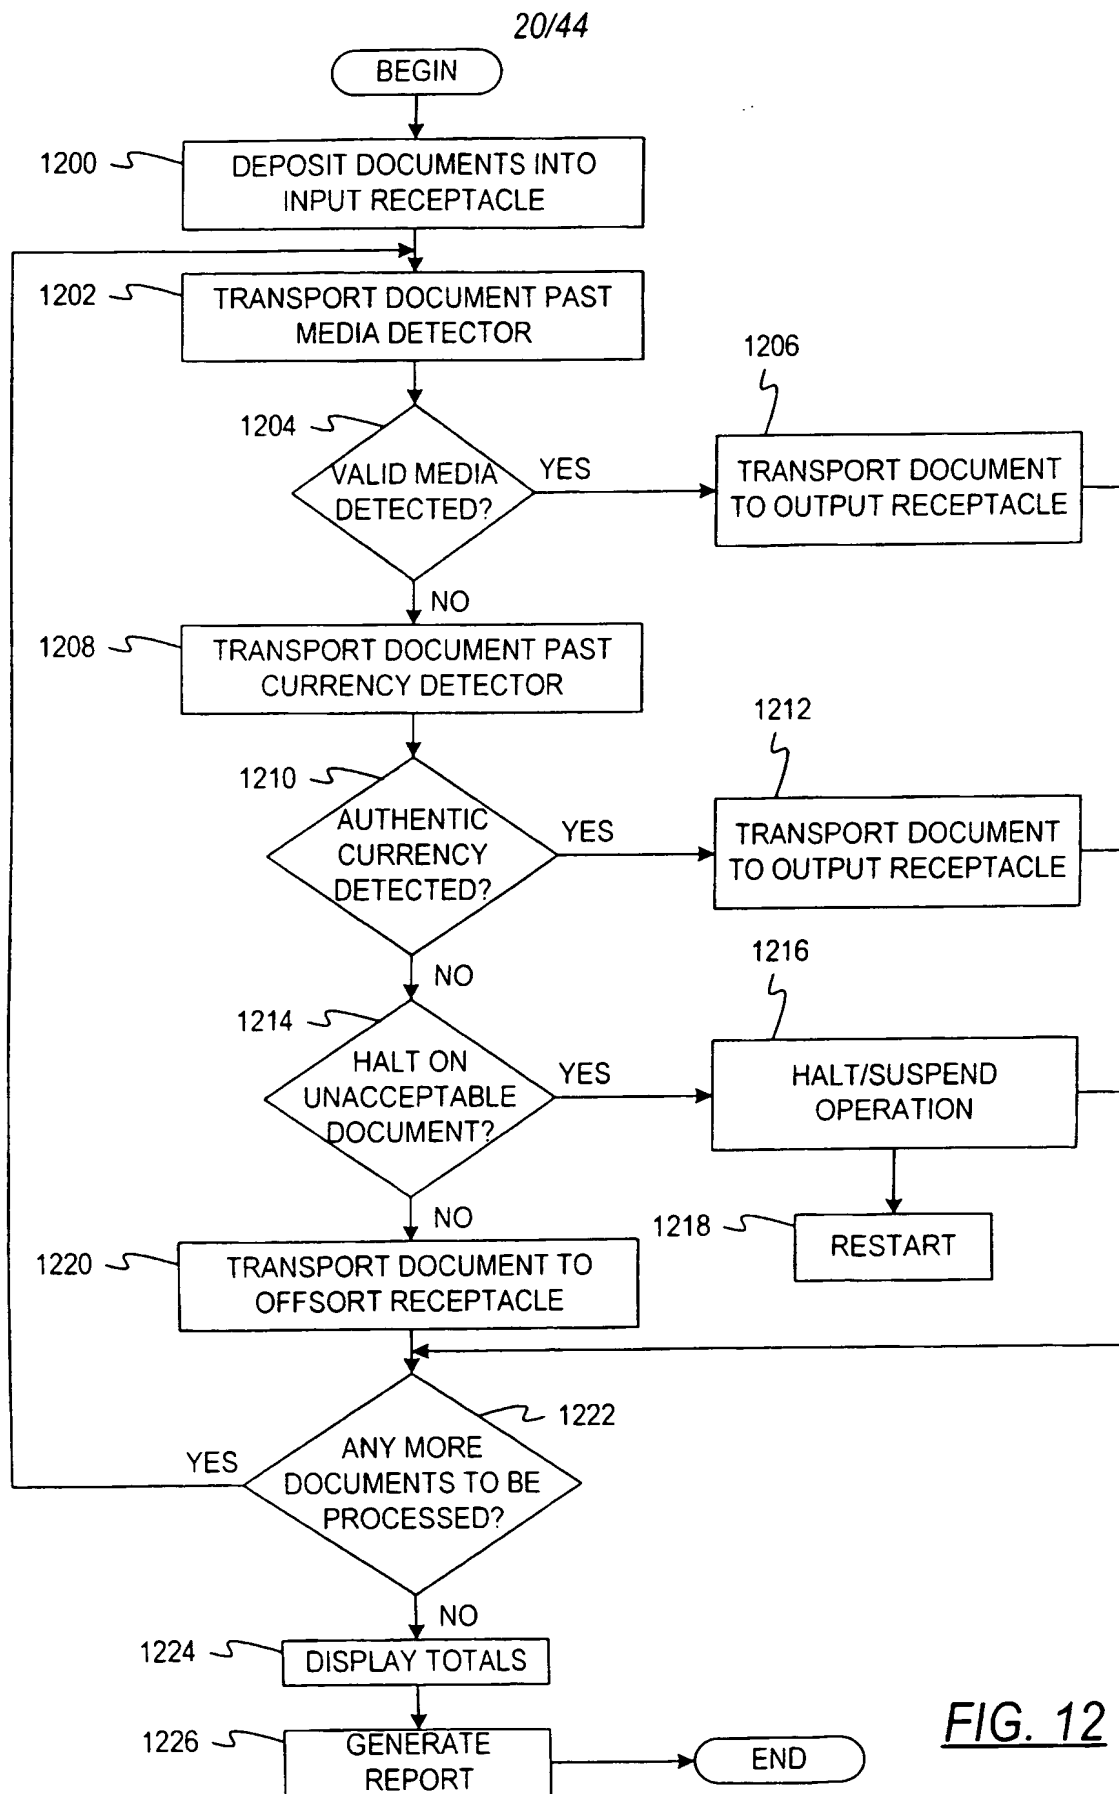 20/44
BEGIN
1200
DEPOSIT DOCUMENTS INTO
INPUT RECEPTACLE
1202
TRANSPORT DOCUMENT PAST
MEDIA DETECTOR
1204
VALID MEDIA
DETECTED?
YES
1206
TRANSPORT DOCUMENT
TO OUTPUT RECEPTACLE
NO
1208
TRANSPORT DOCUMENT PAST
CURRENCY DETECTOR
1210
AUTHENTIC
CURRENCY
DETECTED?
YES
1212
TRANSPORT DOCUMENT
TO OUTPUT RECEPTACLE
NO
1214
HALT ON
UNACCEPTABLE
DOCUMENT?
YES
1216
HALT/SUSPEND
OPERATION
1218
RESTART
NO
1220
TRANSPORT DOCUMENT TO
OFFSORT RECEPTACLE
1222
ANY MORE
DOCUMENTS TO BE
PROCESSED?
YES
NO
1224
DISPLAY TOTALS
1226
GENERATE
REPORT
END
FIG. 12